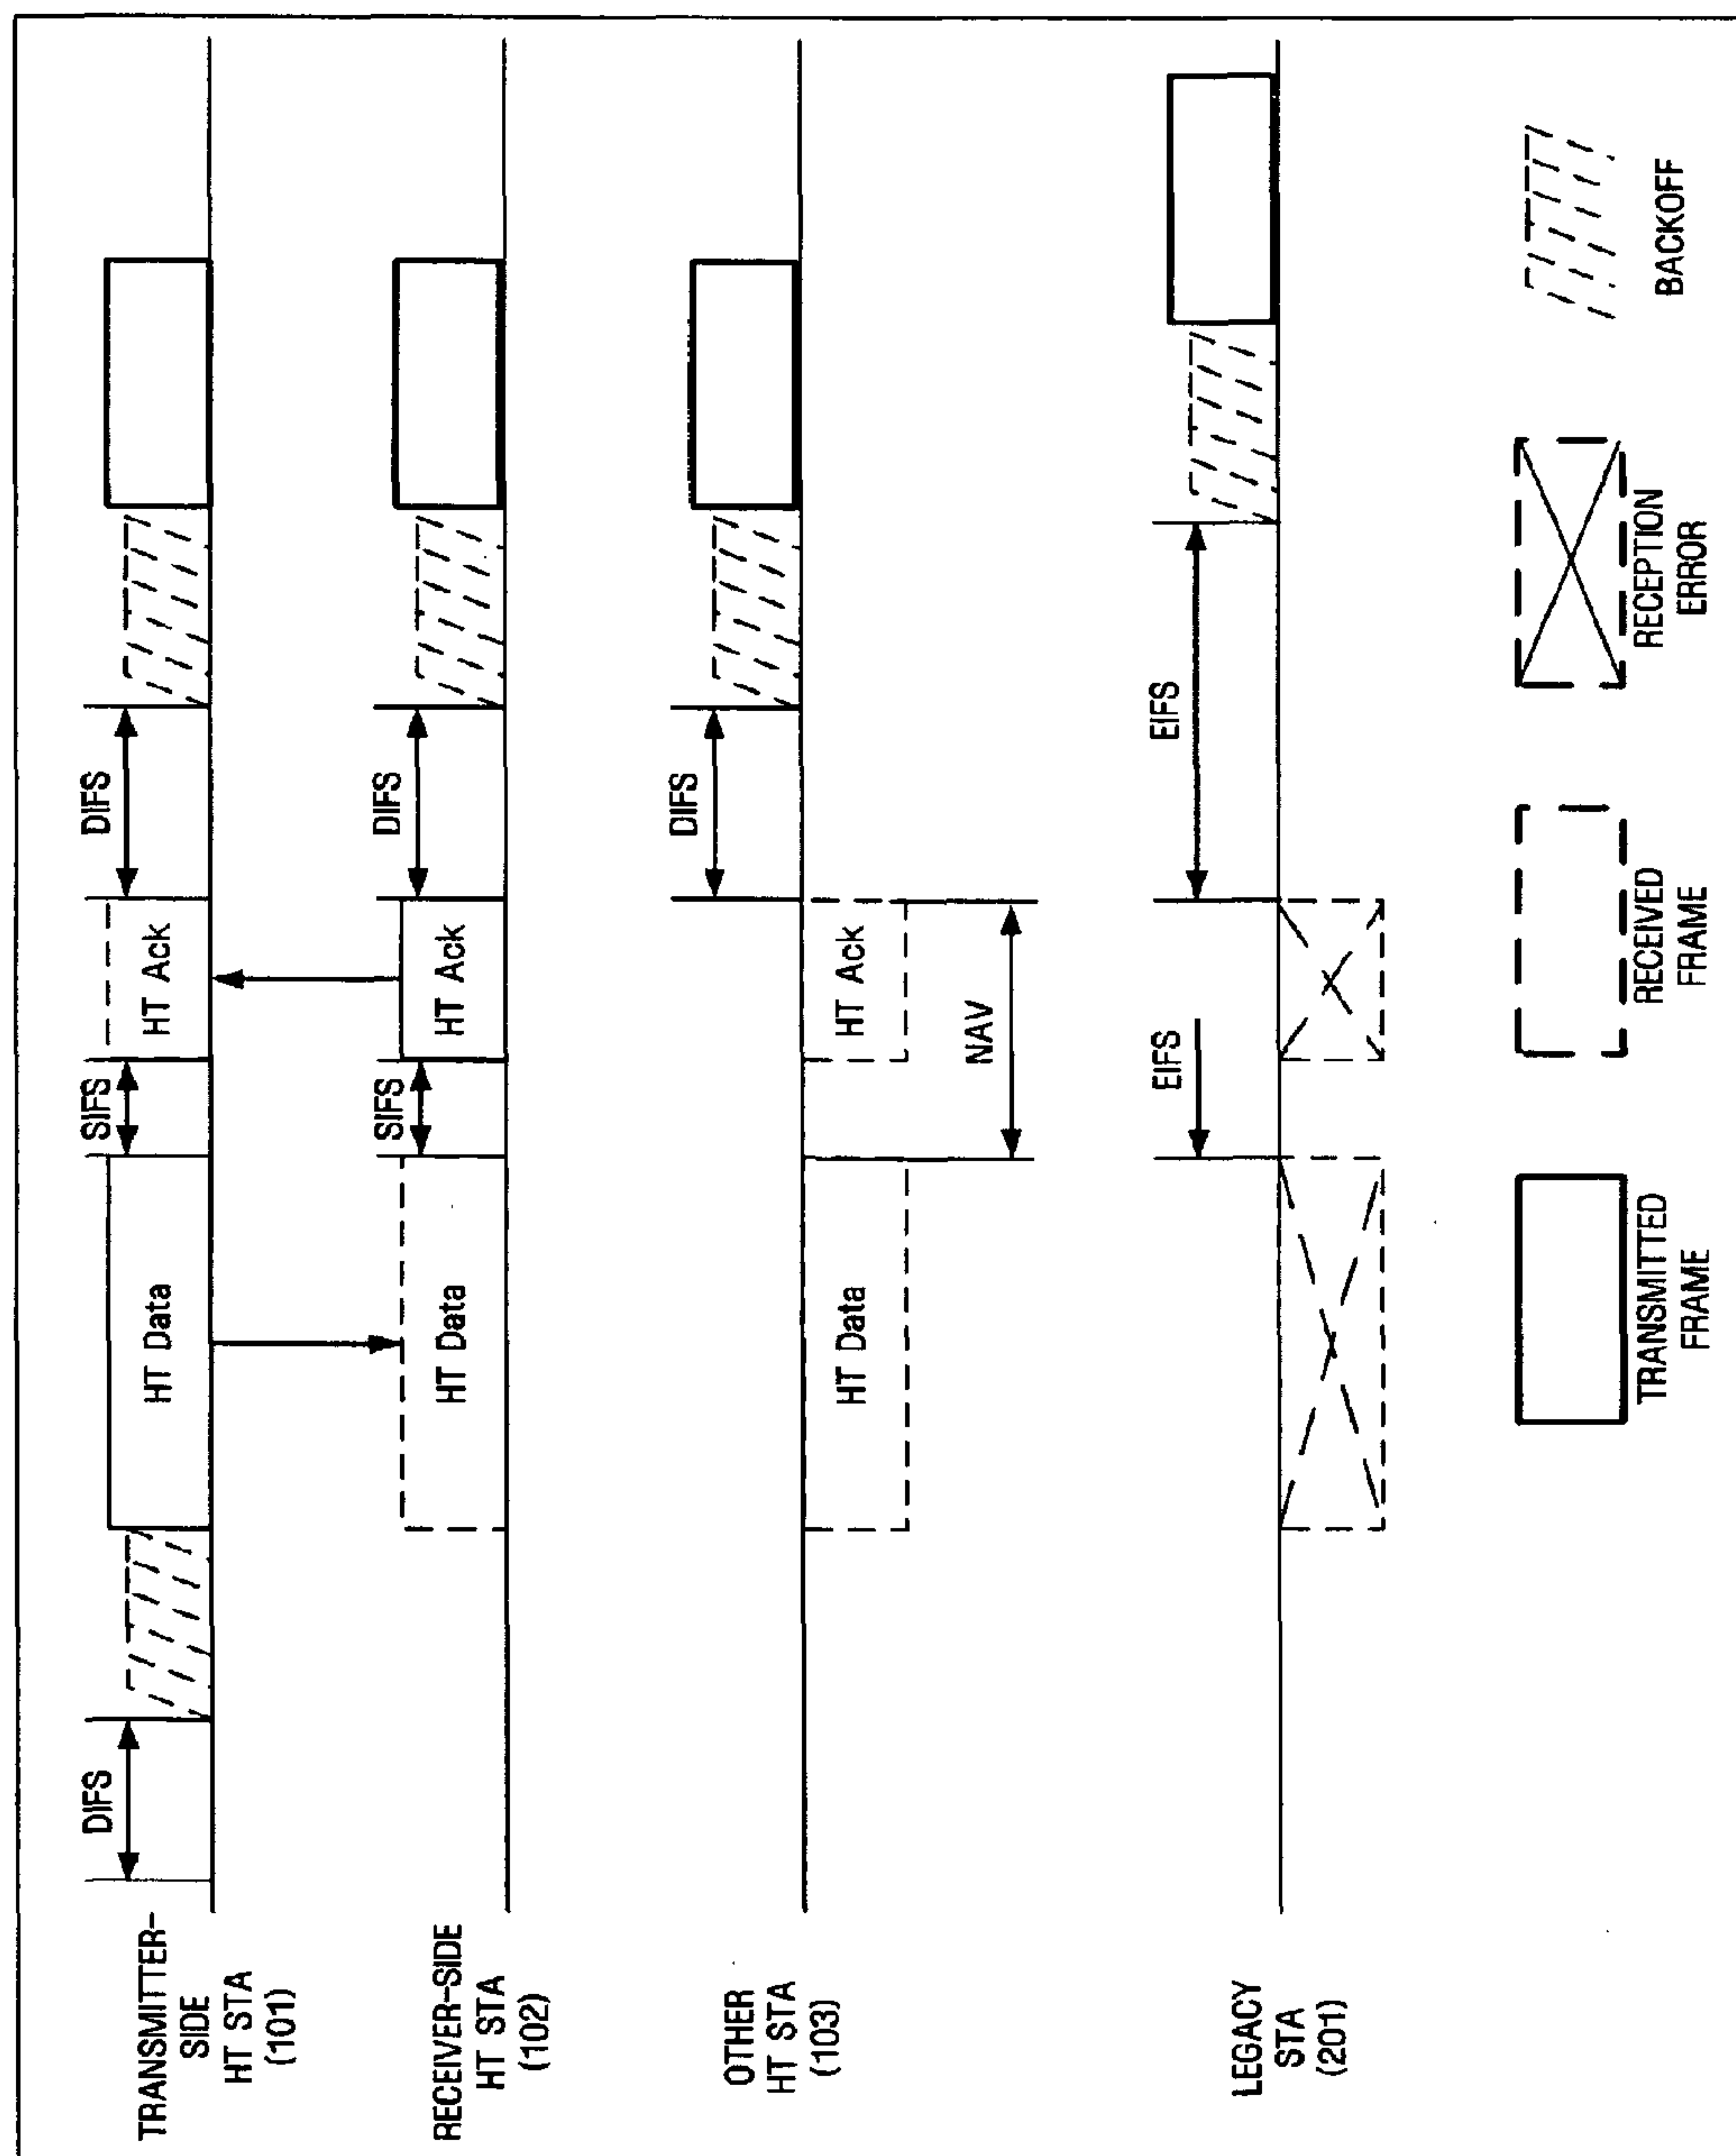 TRANSMITTER-
SIDE
HT STA
(101)
DIFS
HT Data
SIFS
HT Ack
DIFS
RECEIVER-SIDE
HT STA
(102)
HT Data
SIFS
HT Ack
DIFS
OTHER
HT STA
(103)
HT Data
HT Ack
NAV
DIFS
LEGACY
STA
(201)
EIFS
EIFS
TRANSMITTED
FRAME
RECEIVED
FRAME
RECEPTION
ERROR
BACKOFF